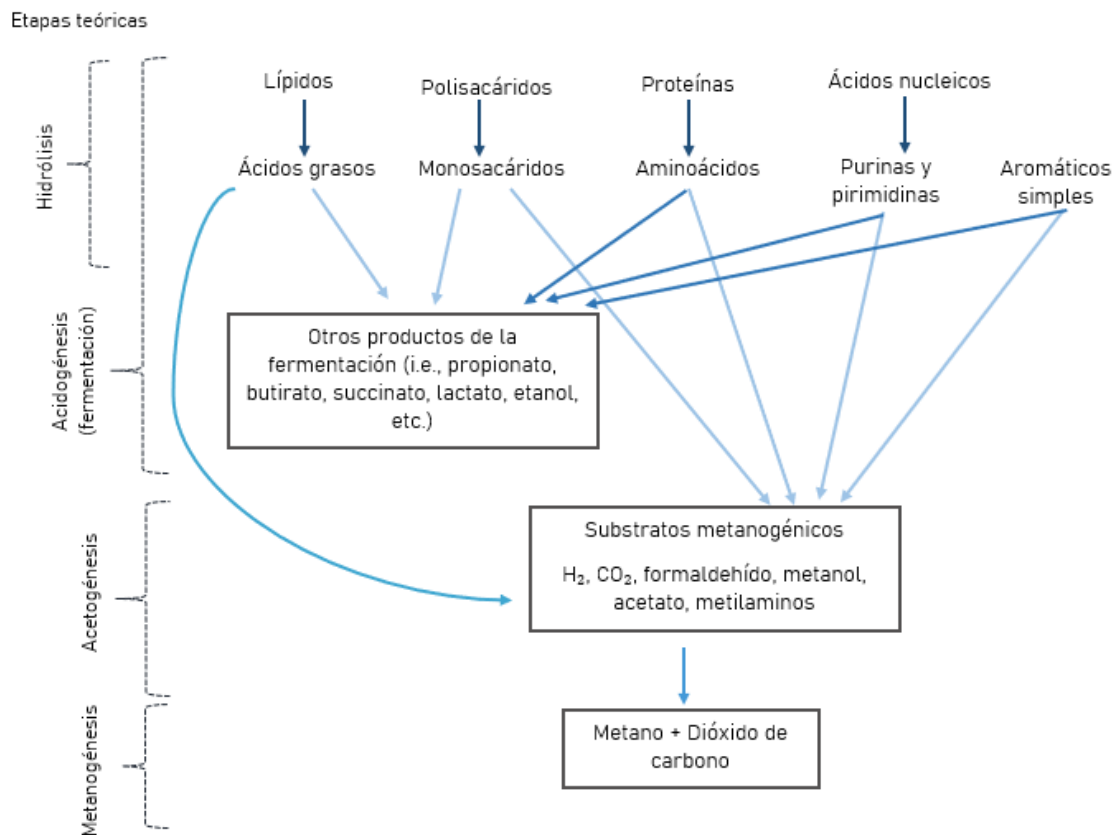 Etapas teóricas
Lípidos
Polisacáridos
Proteínas
Ácidos nucleicos
Hidrólisis
Ácidos grasos
Monosacáridos
Aminoácidos
Purinas y
pirimidinas
Aromáticos
simples
Acidogénesis
(fermentación)
Otros productos de la
fermentación (i.e., propionato,
butirato, succinato, lactato, etanol,
etc.)
Acetogénesis
Substratos metanogénicos
H₂, CO₂, formaldehído, metanol,
acetato, metilaminos
Metanogénesis
Metano + Dióxido de
carbono